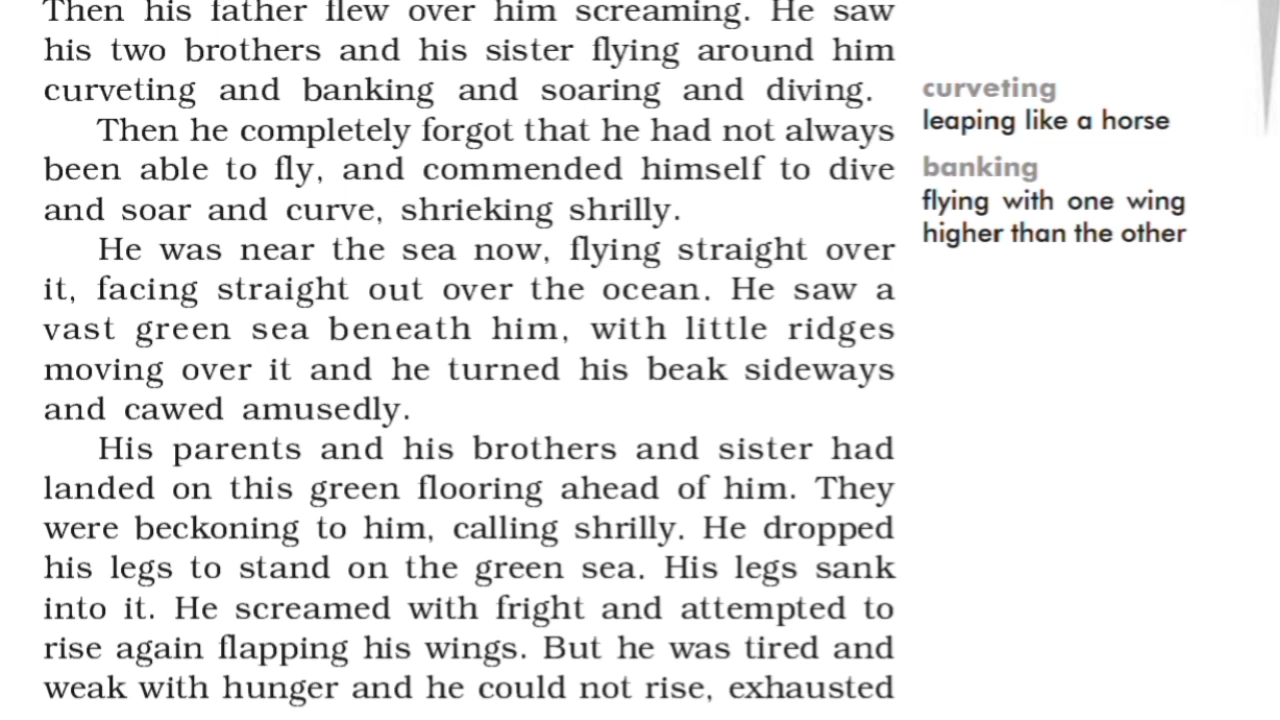 Then his father flew over him screaming. He saw
his two brothers and his sister flying around him
curveting and banking and soaring and diving.
Then he completely forgot that he had not always
been able to fly, and commended himself to dive
and soar and curve, shrieking shrilly.
He was near the sea now, flying straight over
it, facing straight out over the ocean. He saw a
vast green sea beneath him, with little ridges
moving over it and he turned his beak sideways
and cawed amusedly.
His parents and his brothers and sister had
landed on this green flooring ahead of him. They
were beckoning to him, calling shrilly. He dropped
his legs to stand on the green sea. His legs sank
into it. He screamed with fright and attempted to
rise again flapping his wings. But he was tired and
weak with hunger and he could not rise, exhausted
curveting
leaping like a horse
banking
flying with one wing
higher than the other